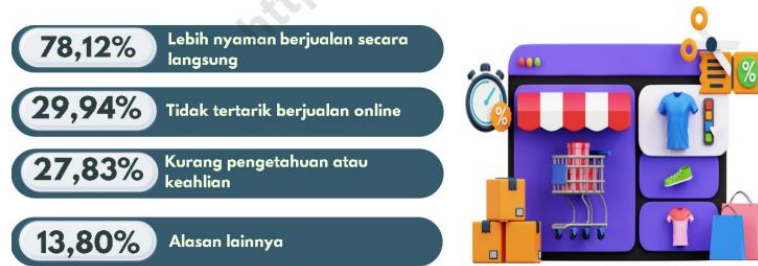 78,12%
Lebih nyaman berjualan secara
langsung
29,94%
Tidak tertarik berjualan online
27,83%
Kurang pengetahuan atau
keahlian
13,80%
Alasan lainnya
%
%